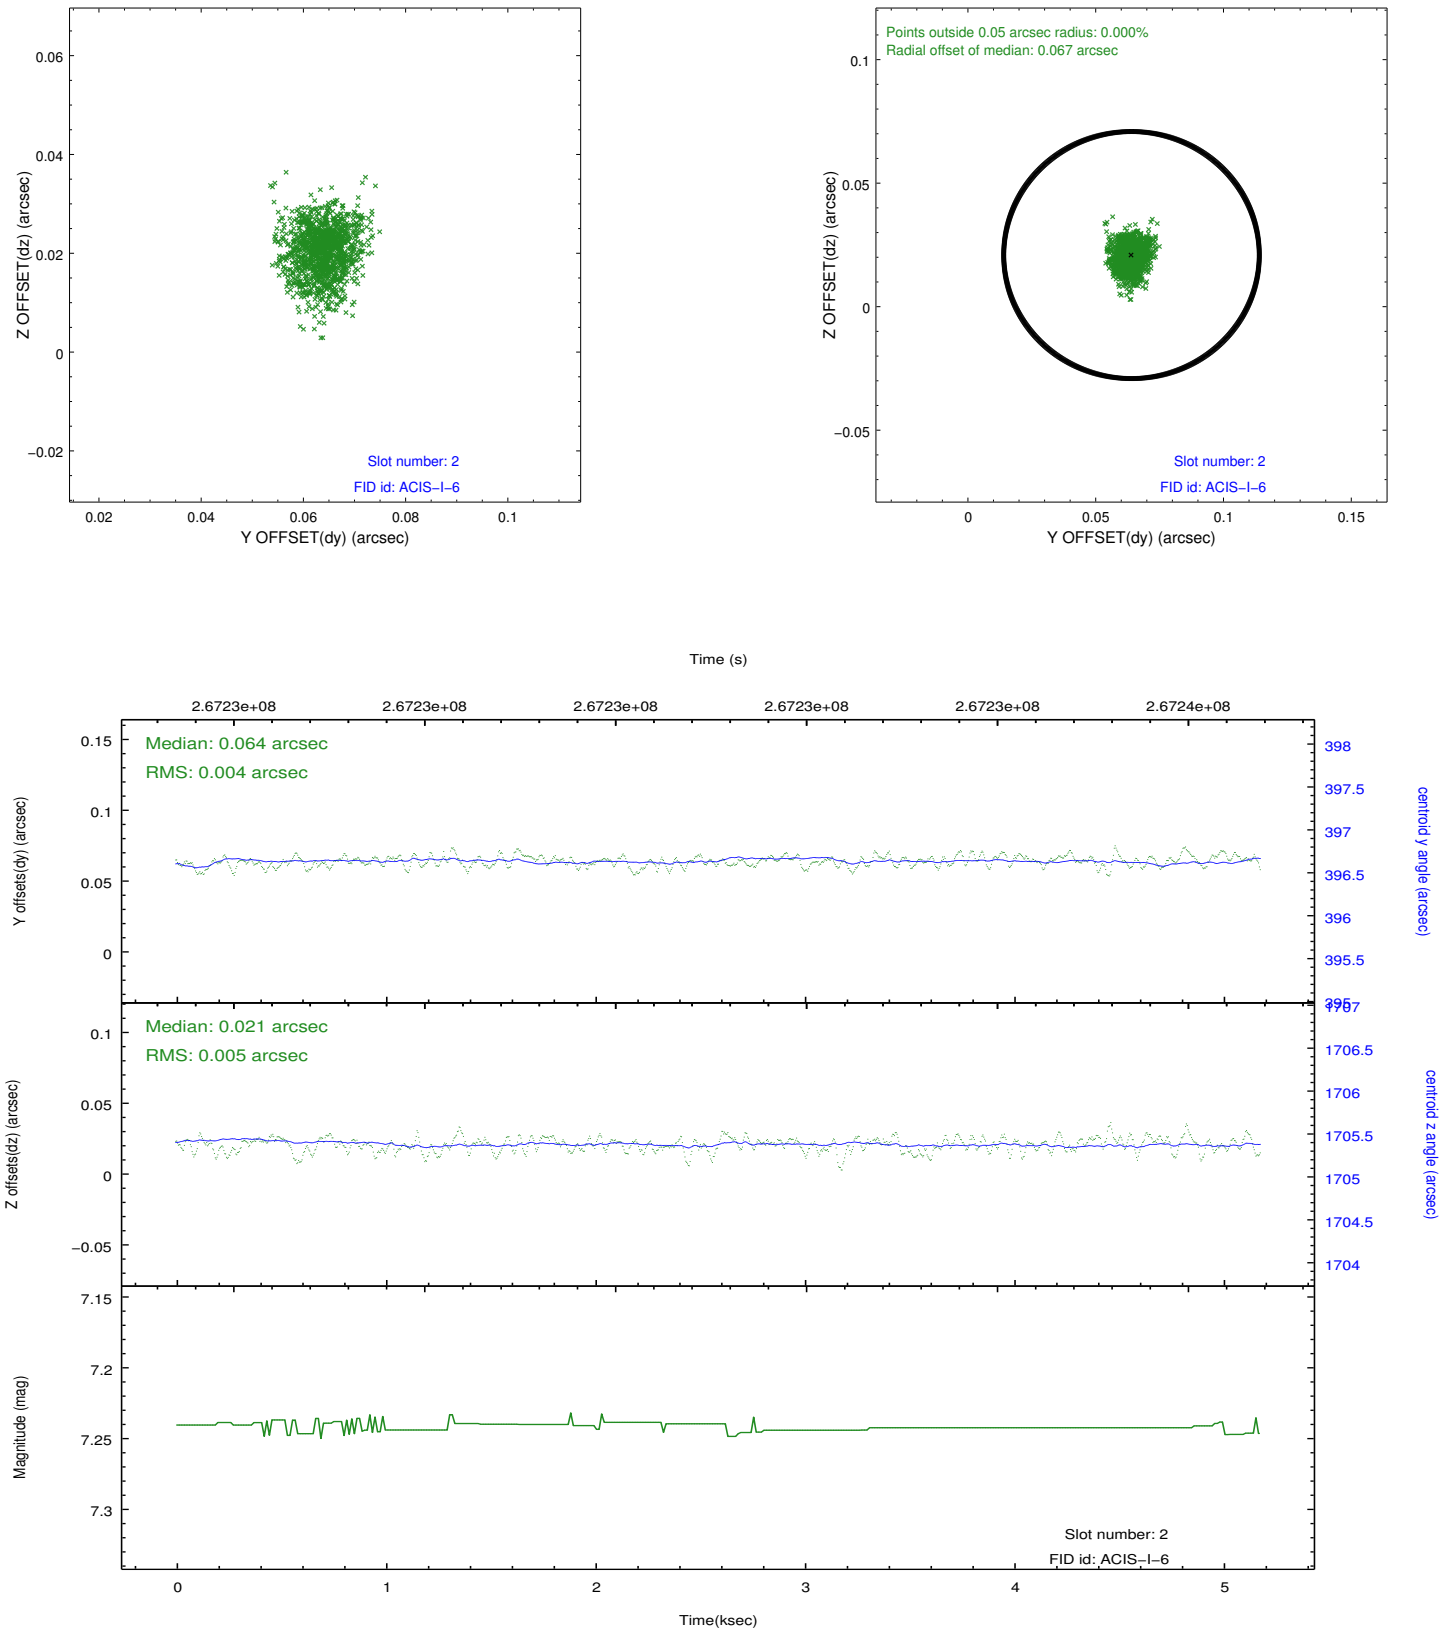 0.06
0.04
0.02
0
−0.02
Z OFFSET(dz) (arcsec)
Slot number: 2
FID id: ACIS−I−6
0.02 0.04 0.06 0.08 0.1
Y OFFSET(dy) (arcsec)
Points outside 0.05 arcsec radius: 0.000%
Radial offset of median: 0.067 arcsec
0.1
0.05
0
−0.05
Z OFFSET(dz) (arcsec)
Slot number: 2
FID id: ACIS−I−6
0 0.05 0.1 0.15
Y OFFSET(dy) (arcsec)
Time (s)
2.6723e+08 2.6723e+08 2.6723e+08 2.6723e+08 2.6723e+08 2.6724e+08
Median: 0.064 arcsec
RMS: 0.004 arcsec
0.15
0.1
0.05
0
Y offsets(dy) (arcsec)
398
397.5
397
396.5
396
395.5
395
centroid y angle (arcsec)
Median: 0.021 arcsec
RMS: 0.005 arcsec
0.1
0.05
0
−0.05
Z offsets(dz) (arcsec)
1707
1706.5
1706
1705.5
1705
1704.5
1704
centroid z angle (arcsec)
7.15
7.2
7.25
7.3
Magnitude (mag)
Slot number: 2
FID id: ACIS−I−6
0 1 2 3 4 5
Time(ksec)